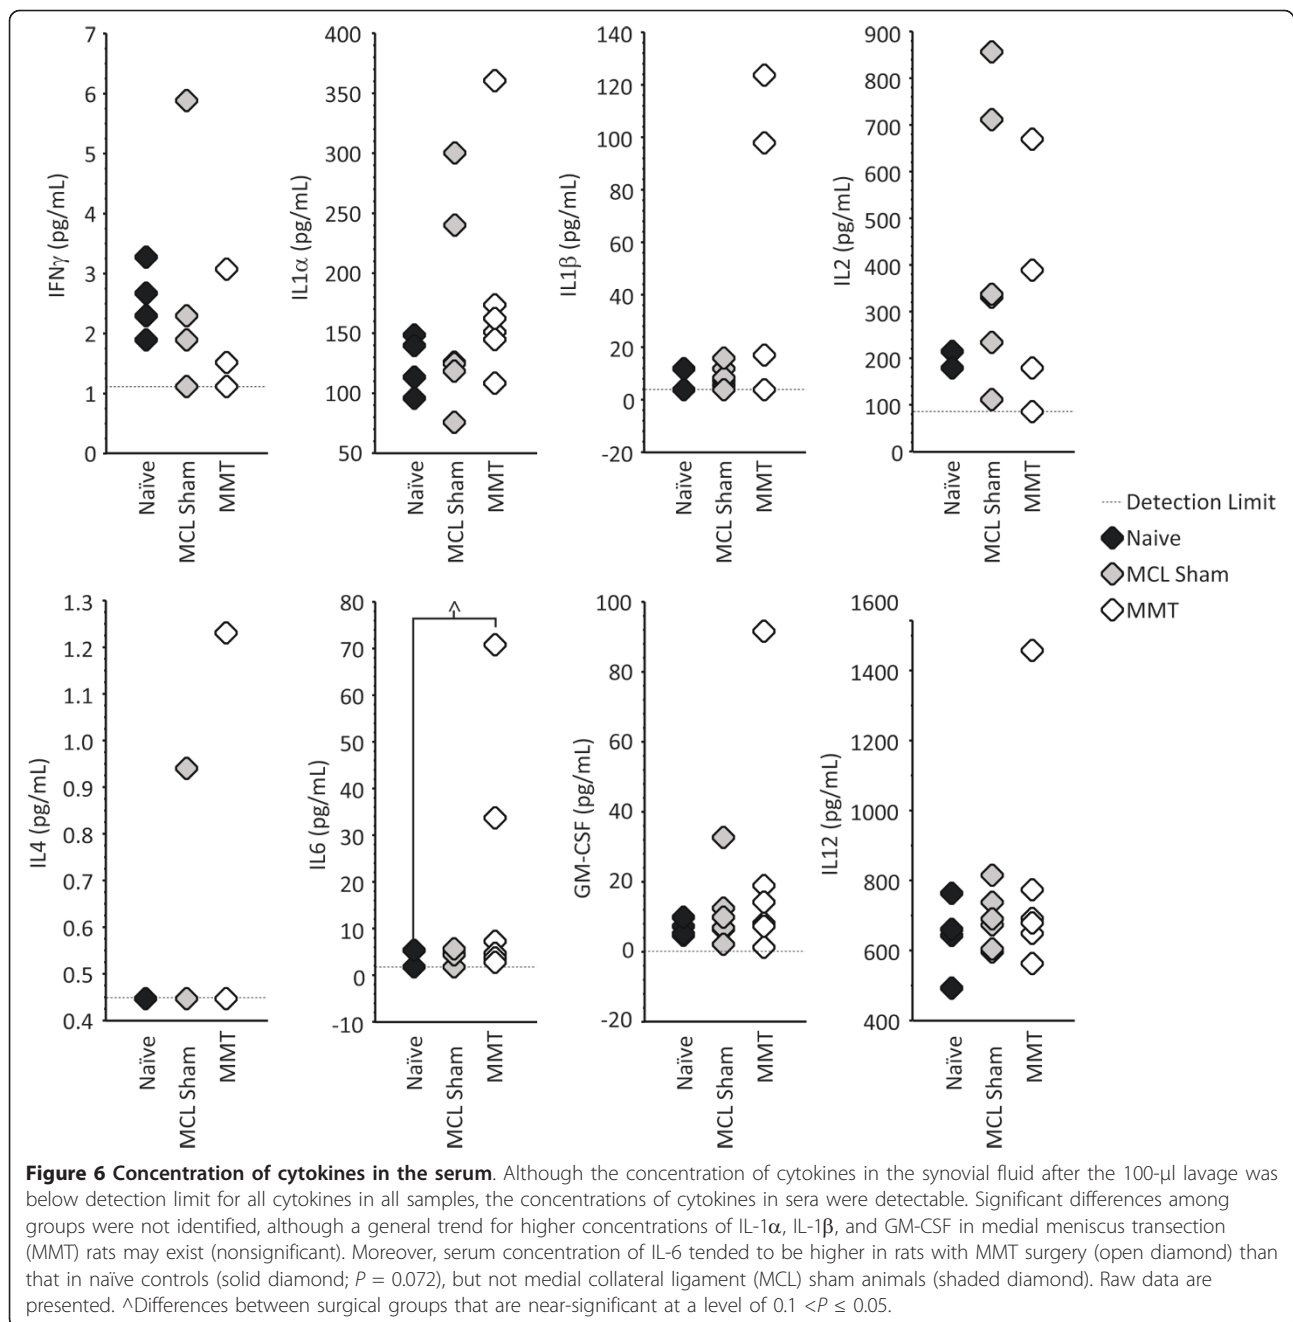 IFNγ (pg/mL)
7
6
5
4
3
2
1
0
Naïve
MCL Sham
MMT
IL1α (pg/mL)
400
350
300
250
200
150
100
50
Naïve
MCL Sham
MMT
IL1β (pg/mL)
140
120
100
80
60
40
20
0
-20
Naïve
MCL Sham
MMT
IL2 (pg/mL)
900
800
700
600
900
500
400
300
200
100
0
Naïve
MCL Sham
MMT
Detection Limit
Naive
MCL Sham
MMT
IL4 (pg/mL)
1.3
1.2
1.1
1.0
0.9
0.8
0.7
0.6
0.5
0.4
Naïve
MCL Sham
MMT
IL6 (pg/mL)
80
70
60
50
40
30
20
10
0
-10
^
Naïve
MCL Sham
MMT
GM-CSF (pg/mL)
100
80
60
40
20
0
-20
Naïve
MCL Sham
MMT
IL12 (pg/mL)
1600
1400
1200
1000
800
600
400
Naïve
MCL Sham
MMT
Figure 6 Concentration of cytokines in the serum. Although the concentration of cytokines in the synovial fluid after the 100-μl lavage was
below detection limit for all cytokines in all samples, the concentrations of cytokines in sera were detectable. Significant differences among
groups were not identified, although a general trend for higher concentrations of IL-1α, IL-1β, and GM-CSF in medial meniscus transection
(MMT) rats may exist (nonsignificant). Moreover, serum concentration of IL-6 tended to be higher in rats with MMT surgery (open diamond) than
that in naïve controls (solid diamond; P = 0.072), but not medial collateral ligament (MCL) sham animals (shaded diamond). Raw data are
presented. ^Differences between surgical groups that are near-significant at a level of 0.1 <P ≤ 0.05.